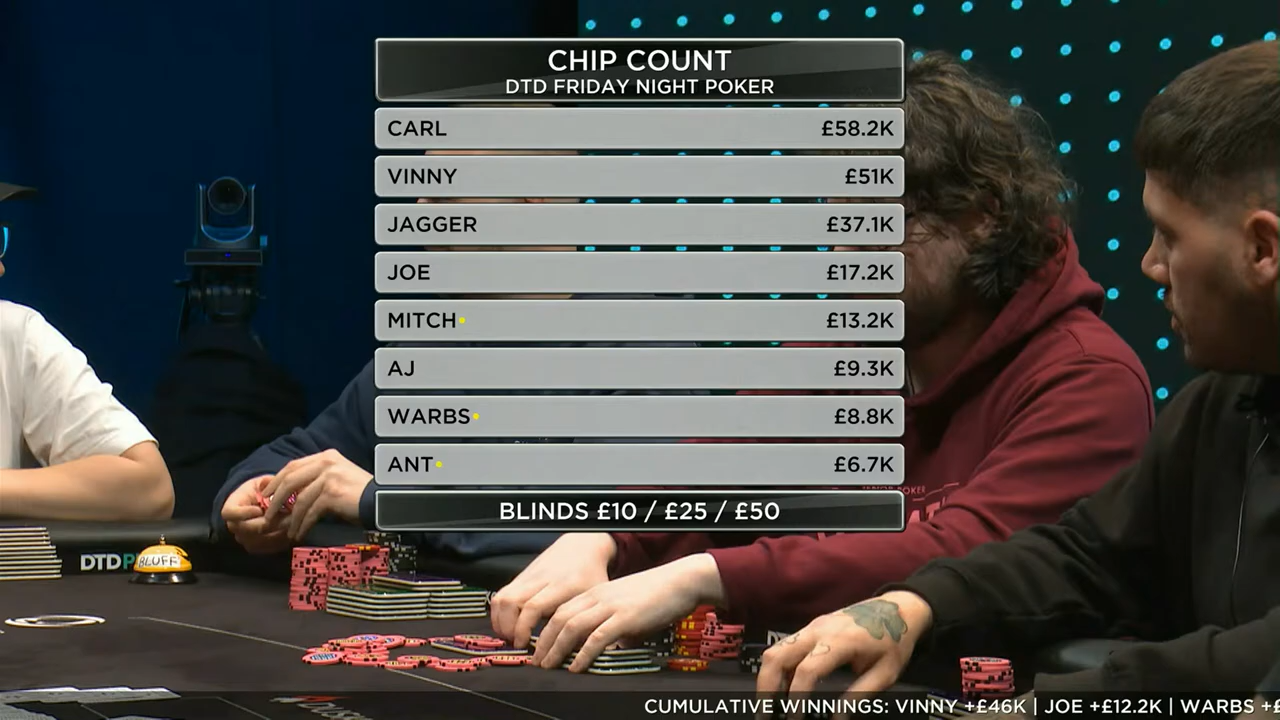 CHIP COUNT
DTD FRIDAY NIGHT POKER
CARL £58.2K
VINNY £51K
JAGGER £37.1K
JOE £17.2K
MITCH £13.2K
AJ £9.3K
WARBS £8.8K
ANT £6.7K
BLINDS £10 / £25 / £50
DTD
BLUFF
CUMULATIVE WINNINGS: VINNY +£46K | JOE +£12.2K | WARBS +£